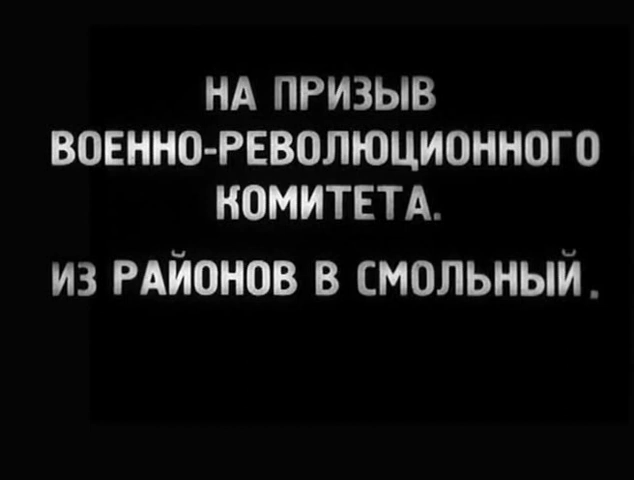 НА ПРИЗЫВ
ВОЕННО-РЕВОЛЮЦИОННОГО
КОМИТЕТА.
ИЗ РАЙОНОВ В СМОЛЬНЫЙ.